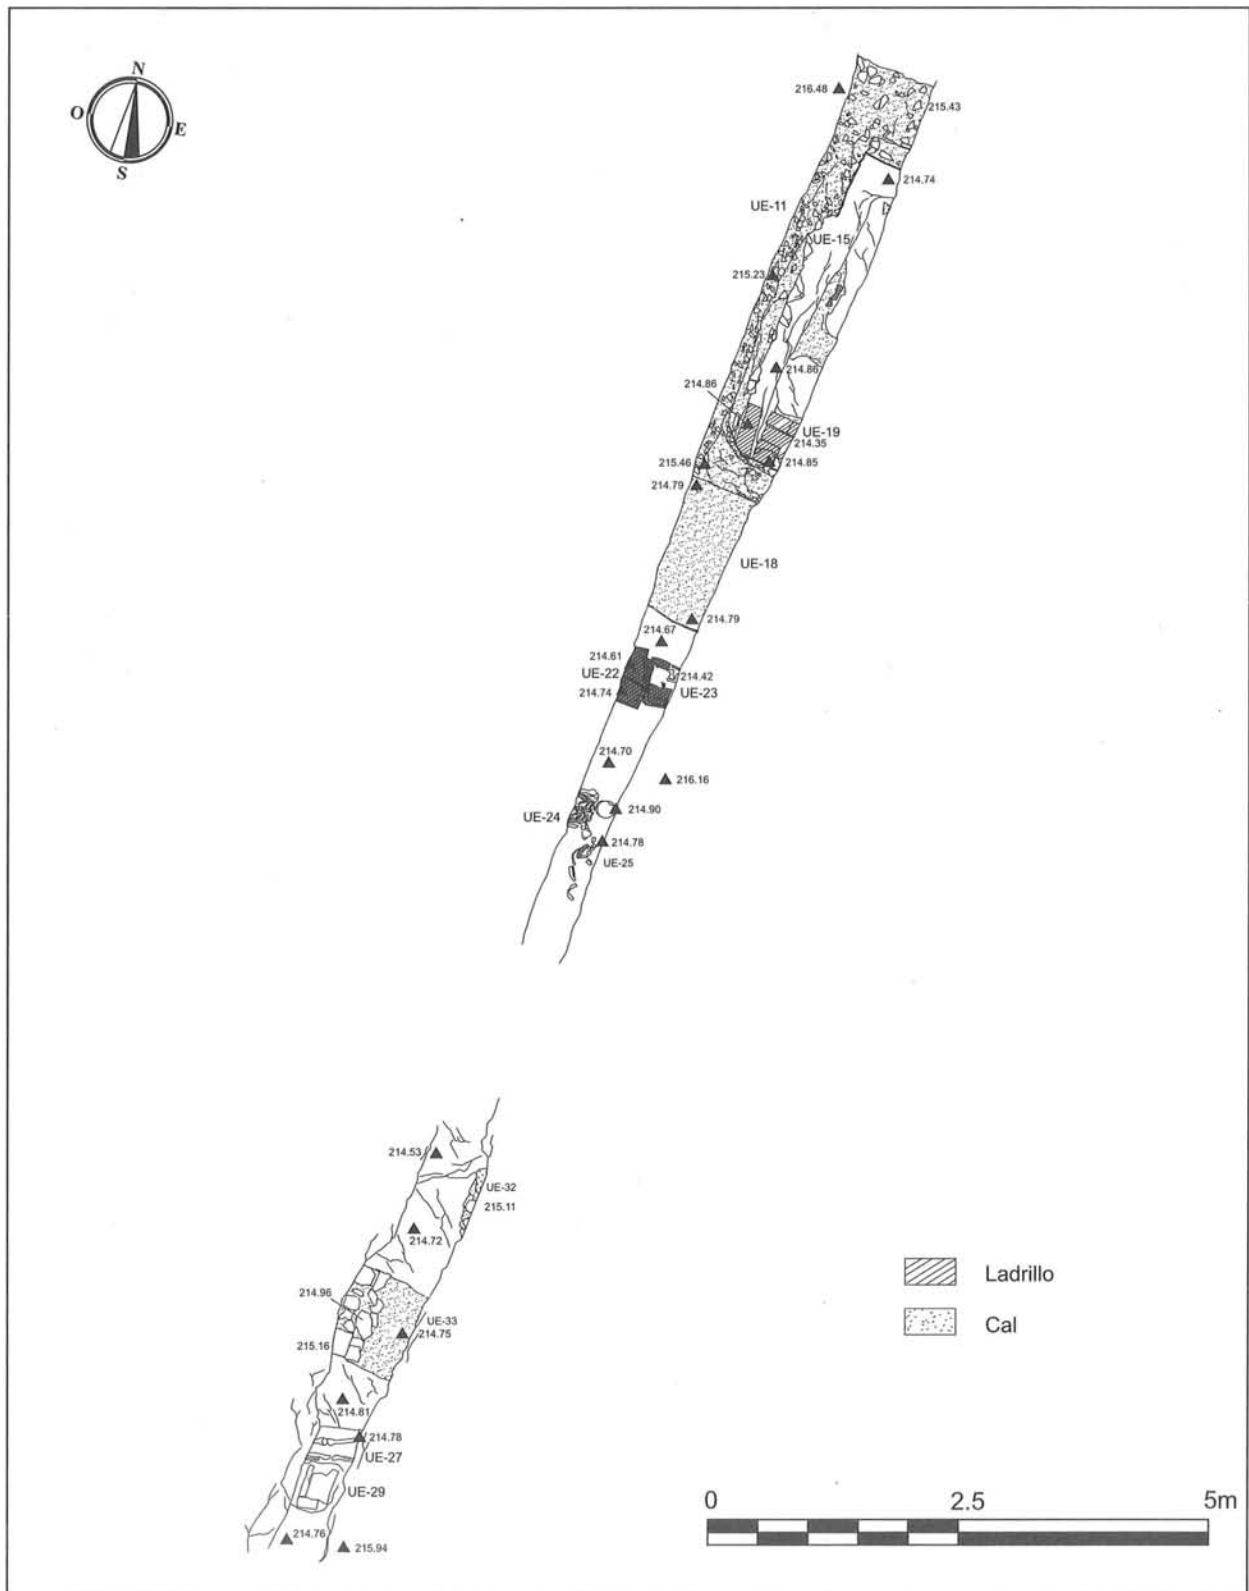 N
O
E
S
216.48
215.43
214.74
UE-11
UE-15
215.23
214.86
214.86
UE-19
214.35
215.46
214.85
214.79
UE-18
214.79
214.67
214.61
UE-22
214.42
214.74
UE-23
214.70
216.16
214.90
UE-24
214.78
UE-25
214.53
UE-32
215.11
214.72
214.96
UE-33
214.75
215.16
214.81
214.78
UE-27
UE-29
214.76
215.94
Ladrillo
Cal
0 2.5 5m